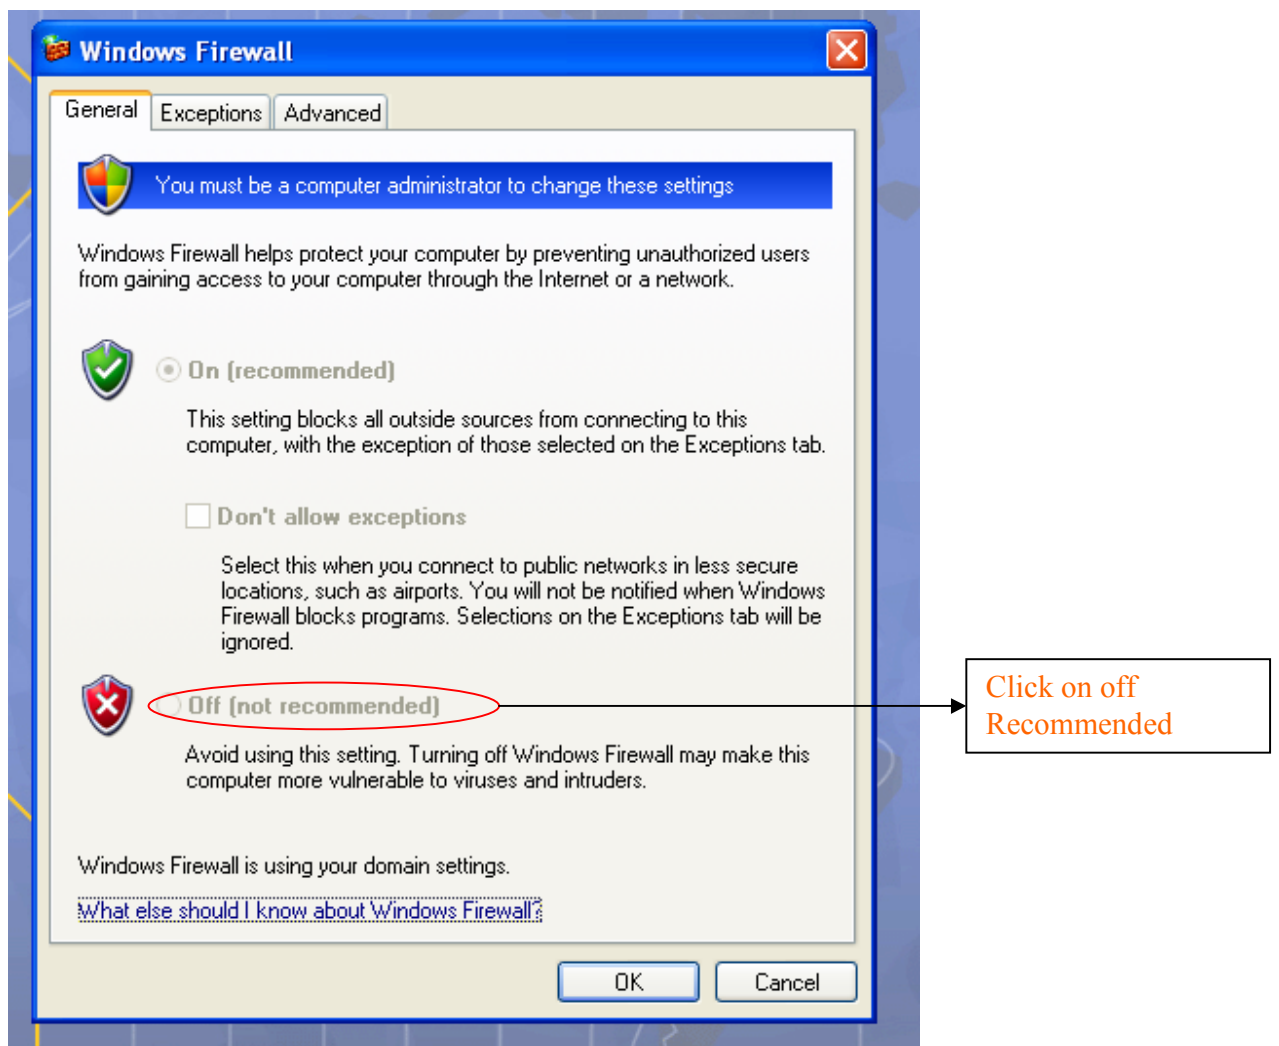 Windows Firewall
General
Exceptions
Advanced
You must be a computer administrator to change these settings
Windows Firewall helps protect your computer by preventing unauthorized users
from gaining access to your computer through the Internet or a network.
On (recommended)
This setting blocks all outside sources from connecting to this
computer, with the exception of those selected on the Exceptions tab.
Don't allow exceptions
Select this when you connect to public networks in less secure
locations, such as airports. You will not be notified when Windows
Firewall blocks programs. Selections on the Exceptions tab will be
ignored.
Off (not recommended)
Click on off
Recommended
Avoid using this setting. Turning off Windows Firewall may make this
computer more vulnerable to viruses and intruders.
Windows Firewall is using your domain settings.
What else should I know about Windows Firewall?
OK
Cancel